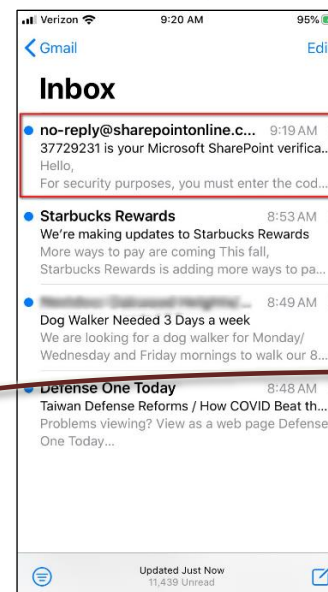 Verizon 9:20 AM 95%
Gmail Edi
Inbox
no-reply@sharepointonline.c... 9:19 AM
37729231 is your Microsoft SharePoint verifica..
Hello,
For security purposes, you must enter the cod...
Starbucks Rewards 8:53 AM
We're making updates to Starbucks Rewards
More ways to pay are coming This fall,
Starbucks Rewards is adding more ways to pa...
8:49 AM
Dog Walker Needed 3 Days a week
We are looking for a dog walker for Monday/
Wednesday and Friday mornings to walk our 8...
Defense One Today 8:48 AM
Taiwan Defense Reforms / How COVID Beat th...
Problems viewing? View as a web page Defense
One Today...
Updated Just Now
11,439 Unread